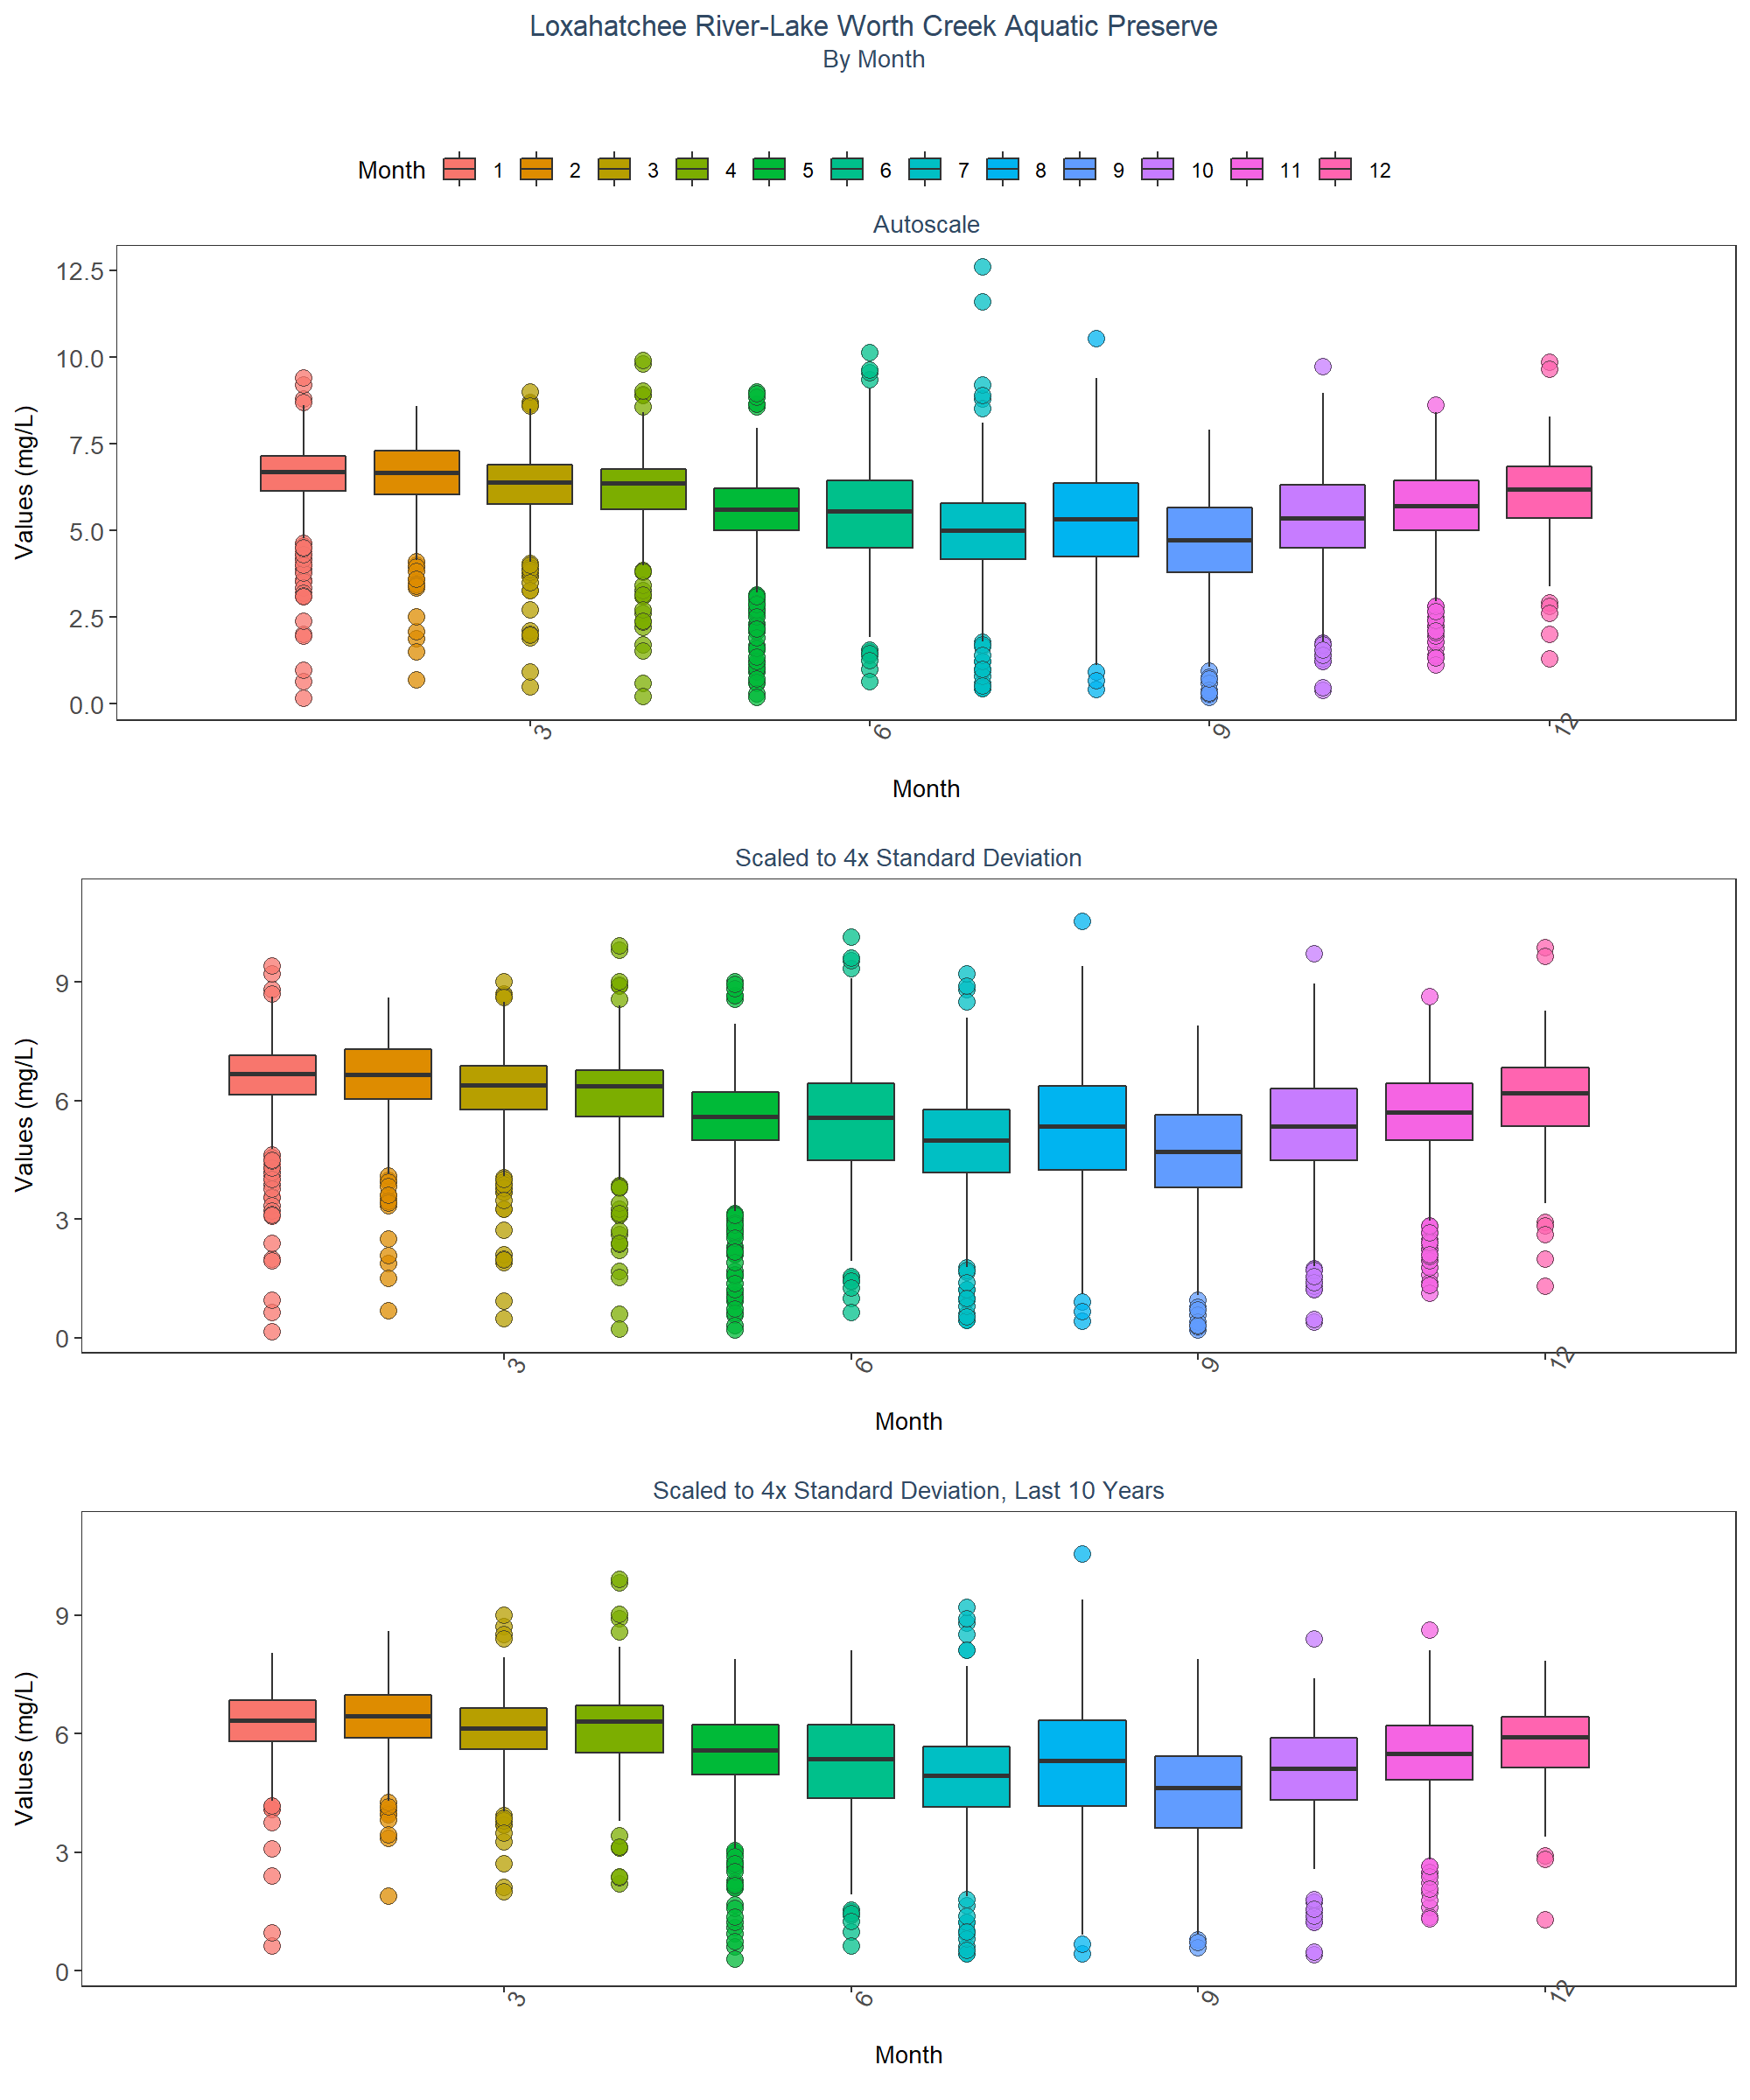 Loxahatchee River-Lake Worth Creek Aquatic Preserve
By Month
Month 1 2 3 4 5 6 7 8 9 10 11 12
Autoscale
Values (mg/L)
12.5
10.0
7.5
5.0
2.5
0.0
3 6 9 12
Month
Scaled to 4x Standard Deviation
Values (mg/L)
9
6
3
0
3 6 9 12
Month
Scaled to 4x Standard Deviation, Last 10 Years
Values (mg/L)
9
6
3
0
3 6 9 12
Month